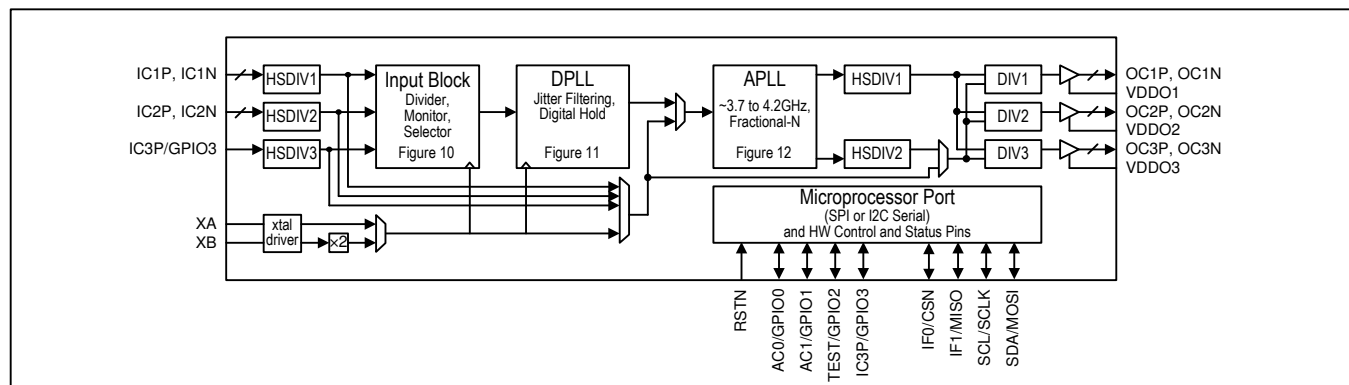 IC1P, IC1N
HSDIV1
IC2P, IC2N
HSDIV2
IC3P/GPIO3
HSDIV3
XA
XB
xtal
driver
×2
Input Block
Divider,
Monitor,
Selector
Figure 10
DPLL
Jitter Filtering,
Digital Hold
Figure 11
APLL
~3.7 to 4.2GHz,
Fractional-N
Figure 12
HSDIV1
HSDIV2
DIV1
DIV2
DIV3
OC1P, OC1N
VDDO1
OC2P, OC2N
VDDO2
OC3P, OC3N
VDDO3
Microprocessor Port
(SPI or I2C Serial)
and HW Control and Status Pins
RSTN
AC0/GPIO0
AC1/GPIO1
TEST/GPIO2
IC3P/GPIO3
IF0/CSN
IF1/MISO
SCL/SCLK
SDA/MOSI